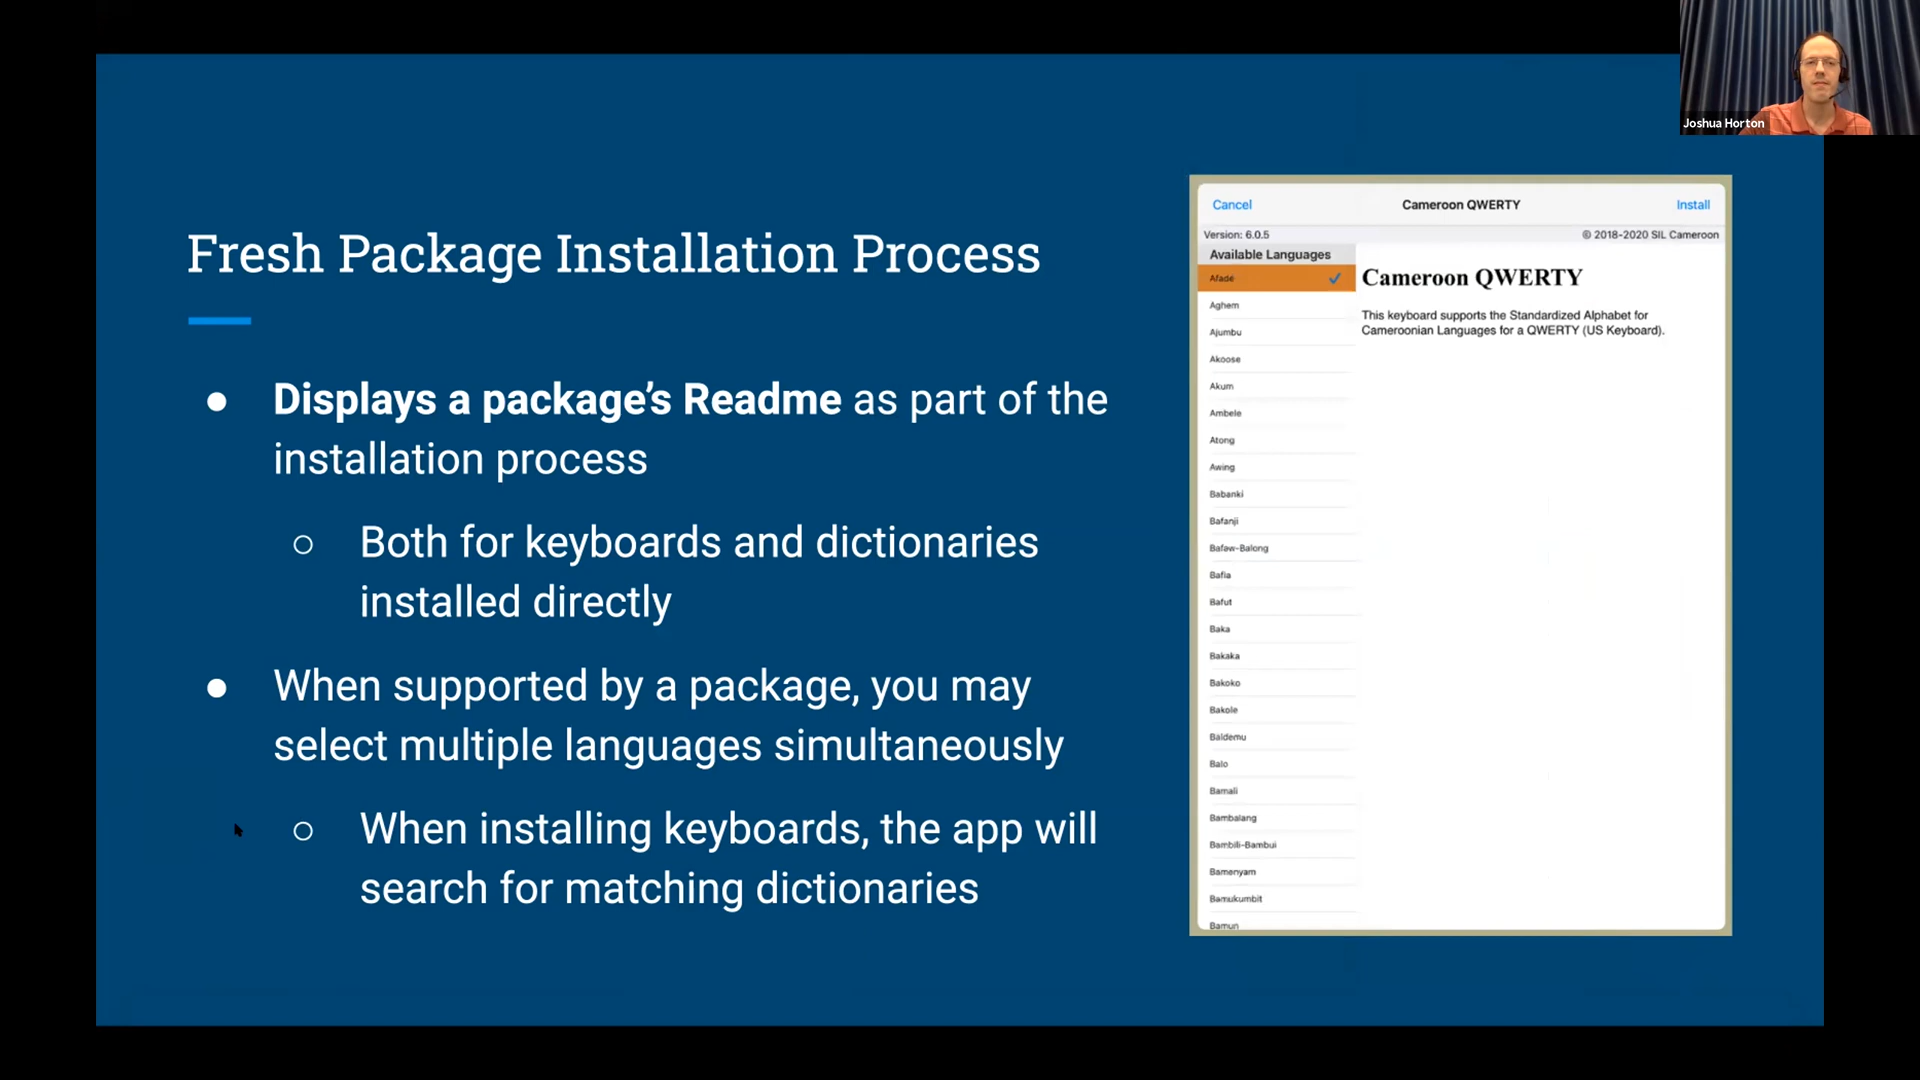 Joshua Horton
Fresh Package Installation Process
● Displays a package’s Readme as part of the
installation process
○ Both for keyboards and dictionaries
installed directly
● When supported by a package, you may
select multiple languages simultaneously
○ When installing keyboards, the app will
search for matching dictionaries
Cancel Cameroon QWERTY Install
Version: 6.0.5 © 2018-2020 SIL Cameroon
Available Languages
Afade
Aghem
Ajumbu
Akoose
Akum
Ambele
Atong
Awing
Babanki
Bafanji
Bafaw-Balong
Bafia
Bafut
Baka
Bakaka
Bakoko
Bakole
Baldemu
Balo
Bamali
Bambalang
Bambili-Bambui
Bamenyam
Bamukumbit
Bamun
Cameroon QWERTY
This keyboard supports the Standardized Alphabet for
Cameroonian Languages for a QWERTY (US Keyboard).